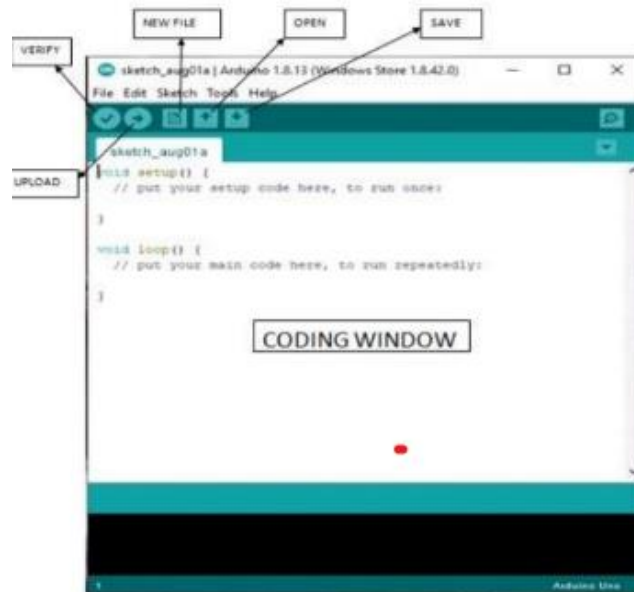 NEW FILE
OPEN
SAVE
VERIFY
sketch_aug01a | Arduino 1.8.13 (Windows Store 1.8.42.0)
File Edit Sketch Tools Help
sketch_aug01a
UPLOAD
void setup() {
// put your setup code here, to run once:
}
void loop() {
// put your main code here, to run repeatedly:
}
CODING WINDOW
1
Arduino Uno